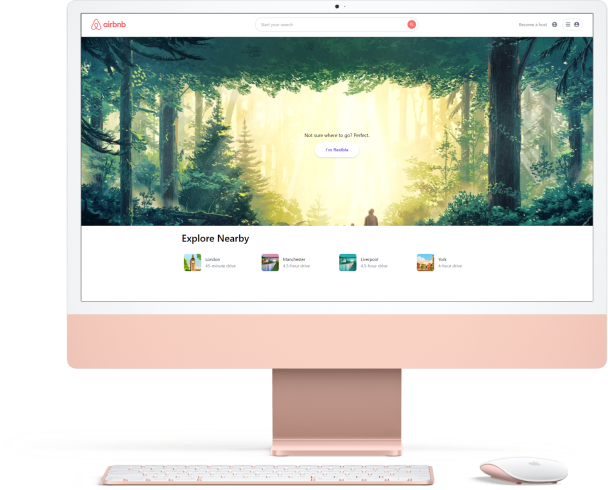 airbnb
Start your search
Become a host
Not sure where to go? Perfect.
I'm flexible
Explore Nearby
London
45-minute drive
Manchester
4.5-hour drive
Liverpool
4.5-hour drive
York
4-hour drive